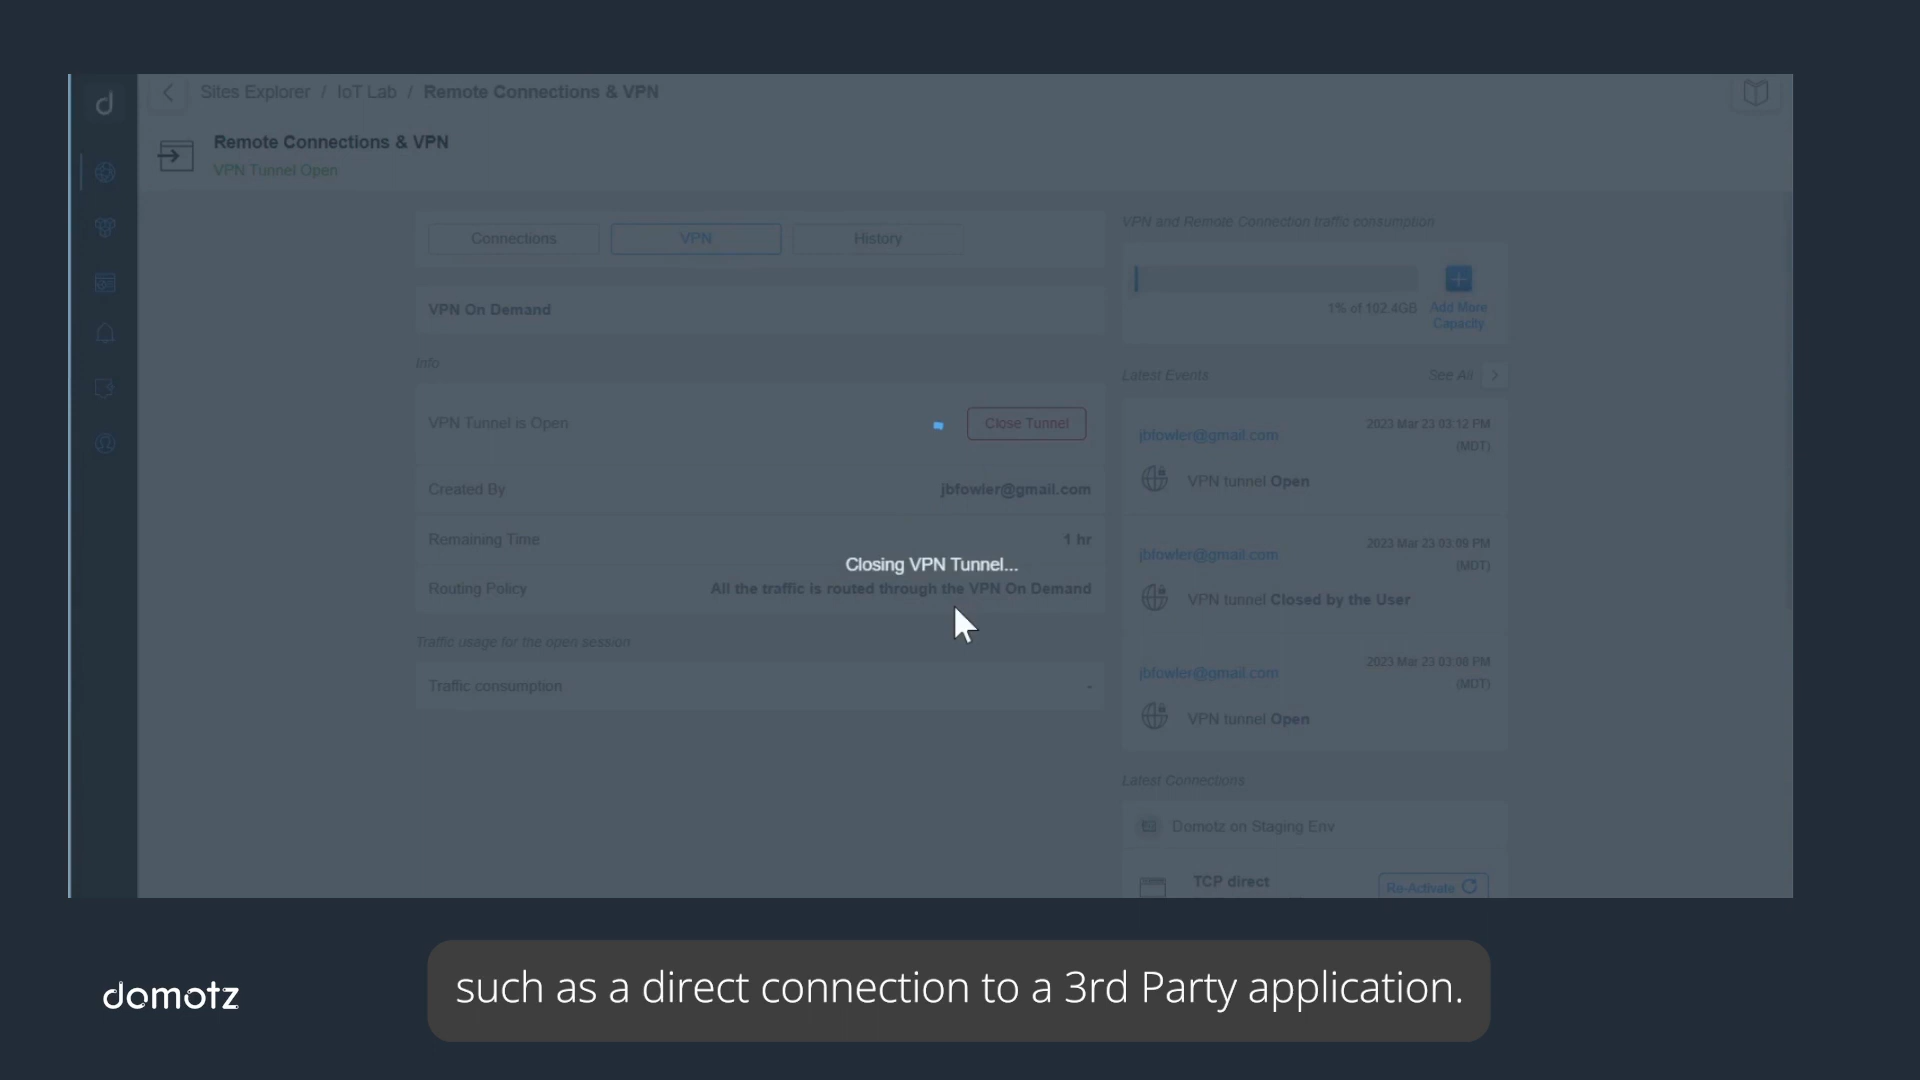 d
Sites Explorer / IoT Lab / Remote Connections & VPN
Remote Connections & VPN
VPN Tunnel Open
Connections
VPN
History
VPN On Demand
Info
VPN Tunnel is Open
Close Tunnel
Created By
jbfowler@gmail.com
Remaining Time
1 hr
Closing VPN Tunnel...
Routing Policy
All the traffic is routed through the VPN On Demand
Traffic usage for the open session
Traffic consumption
-
VPN and Remote Connection traffic consumption
1% of 102.4GB
Add More
Capacity
Latest Events
See All
jbfowler@gmail.com
2023 Mar 23 03:12 PM
(MDT)
VPN tunnel Open
jbfowler@gmail.com
2023 Mar 23 03:09 PM
(MDT)
VPN tunnel Closed by the User
jbfowler@gmail.com
2023 Mar 23 03:08 PM
(MDT)
VPN tunnel Open
Latest Connections
Domotz on Staging Env
TCP direct
Re-Activate
domotz
such as a direct connection to a 3rd Party application.